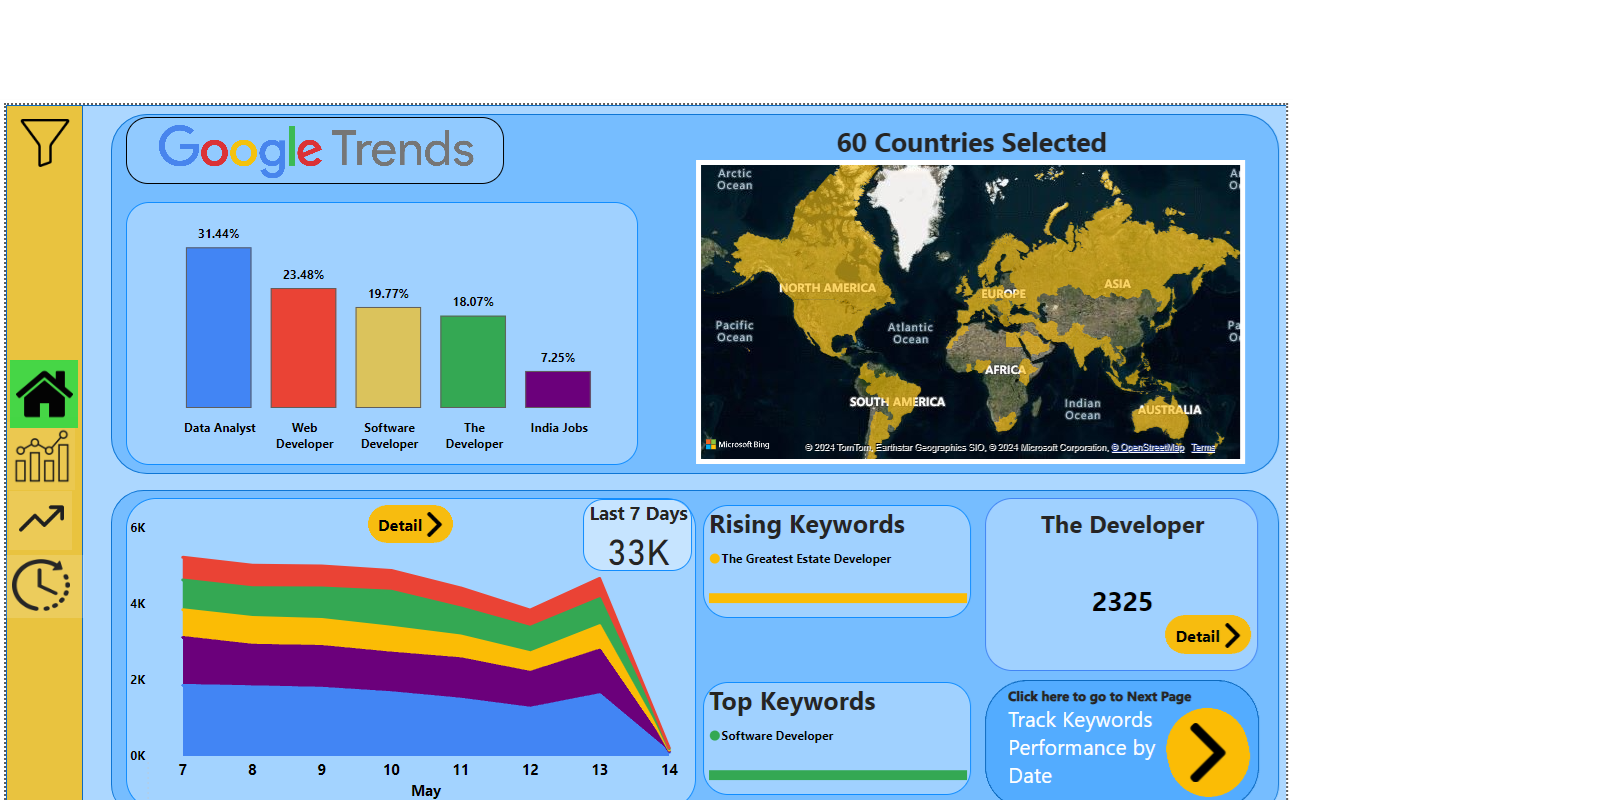 Google Trends
60 Countries Selected
31.44%
23.48%
19.77%
18.07%
7.25%
Data Analyst
Web
Developer
Software
Developer
The
Developer
India Jobs
Arctic
Ocean
Ar
O
NORTH AMERICA
EUROPE
ASIA
Pacific
Ocean
Atlantic
Ocean
Pa
O
AFRICA
SOUTH AMERICA
Indian
Ocean
AUSTRALIA
Microsoft Bing
© 2024 TomTom, Earthstar Geographics SIO, © 2024 Microsoft Corporation, © OpenStreetMap Terms
Detail
Last 7 Days
33K
6K
4K
2K
0K
7
8
9
10
11
12
13
14
May
Rising Keywords
The Greatest Estate Developer
Top Keywords
Software Developer
The Developer
2325
Detail
Click here to go to Next Page
Track Keywords
Performance by
Date